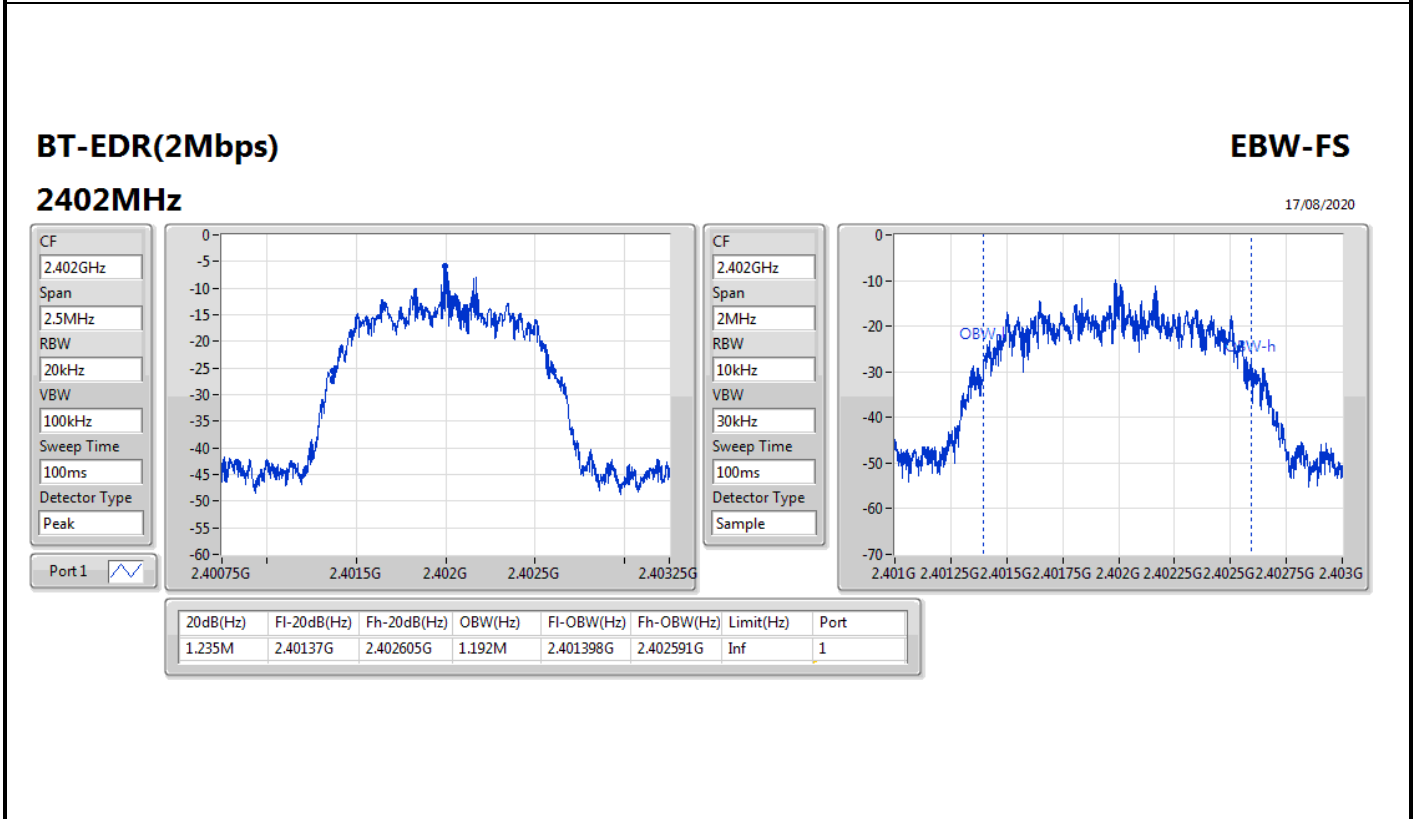 BT-EDR(2Mbps)
EBW-FS
2402MHz
17/08/2020
CF
2.402GHz
Span
2.5MHz
RBW
20kHz
VBW
100kHz
Sweep Time
100ms
Detector Type
Peak
Port 1
0
-5
-10
-15
-20
-25
-30
-35
-40
-45
-50
-55
-60
2.40075G 2.4015G 2.402G 2.4025G 2.40325G
CF
2.402GHz
Span
2MHz
RBW
10kHz
VBW
30kHz
Sweep Time
100ms
Detector Type
Sample
0
-10
-20
-30
-40
-50
-60
-70
OBW-l
OBW-h
2.401G 2.40125G 2.4015G 2.40175G 2.402G 2.40225G 2.4025G 2.40275G 2.403G
20dB(Hz) Fl-20dB(Hz) Fh-20dB(Hz) OBW(Hz) Fl-OBW(Hz) Fh-OBW(Hz) Limit(Hz) Port
1.235M 2.40137G 2.402605G 1.192M 2.401398G 2.402591G Inf 1